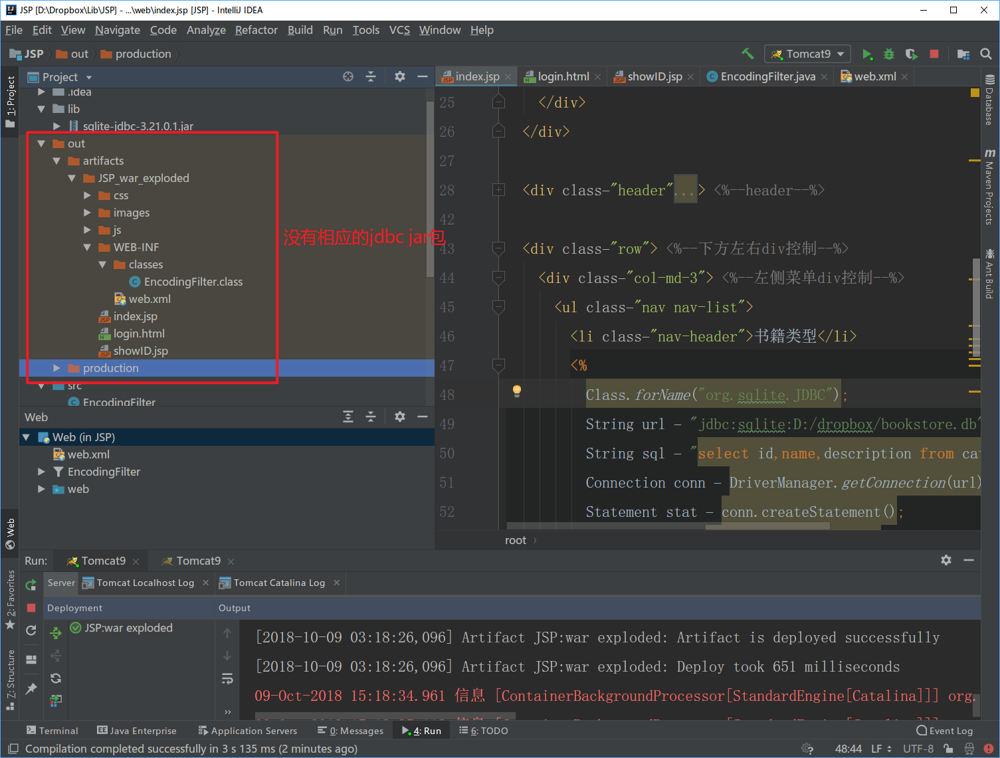 JSP [D:\Dropbox\Lib\JSP] - ...\web\index.jsp [JSP] - IntelliJ IDEA
File Edit View Navigate Code Analyze Refactor Build Run Tools VCS Window Help
JSP out production
Tomcat9
Project
index.jsp login.html showID.jsp EncodingFilter.java web.xml
1: Project
.idea
lib
sqlite-jdbc-3.21.0.1.jar
out
artifacts
JSP_war_exploded
css
images
js
WEB-INF
classes
EncodingFilter.class
web.xml
index.jsp
login.html
showID.jsp
production
src
EncodingFilter
没有相应的jdbc jar包
25 </div>
26 </div>
27
28 <div class="header"...> <%--header--%>
42
43 <div class="row"> <%--下方左右div控制--%>
44 <div class="col-md-3"> <%--左侧菜单div控制--%>
45 <ul class="nav nav-list">
46 <li class="nav-header">书籍类型</li>
47 <%
48 Class.forName("org.sqlite.JDBC");
49 String url = "jdbc:sqlite:D:/dropbox/bookstore.db"
50 String sql = "select id,name,description from cat
51 Connection conn = DriverManager.getConnection(url)
52 Statement stat = conn.createStatement();
root
Database
Maven Projects
Ant Build
Web
Web (in JSP)
web.xml
EncodingFilter
web
Web
2: Favorites
7: Structure
Run: Tomcat9 Tomcat9
Server Tomcat Localhost Log Tomcat Catalina Log
Deployment Output
JSP:war exploded
[2018-10-09 03:18:26,096] Artifact JSP:war exploded: Artifact is deployed successfully
[2018-10-09 03:18:26,096] Artifact JSP:war exploded: Deploy took 651 milliseconds
09-Oct-2018 15:18:34.961 信息 [ContainerBackgroundProcessor[StandardEngine[Catalina]]] org.
Terminal Java Enterprise Application Servers 0: Messages 4: Run 6: TODO Event Log
Compilation completed successfully in 3 s 135 ms (2 minutes ago) 48:44 LF UTF-8